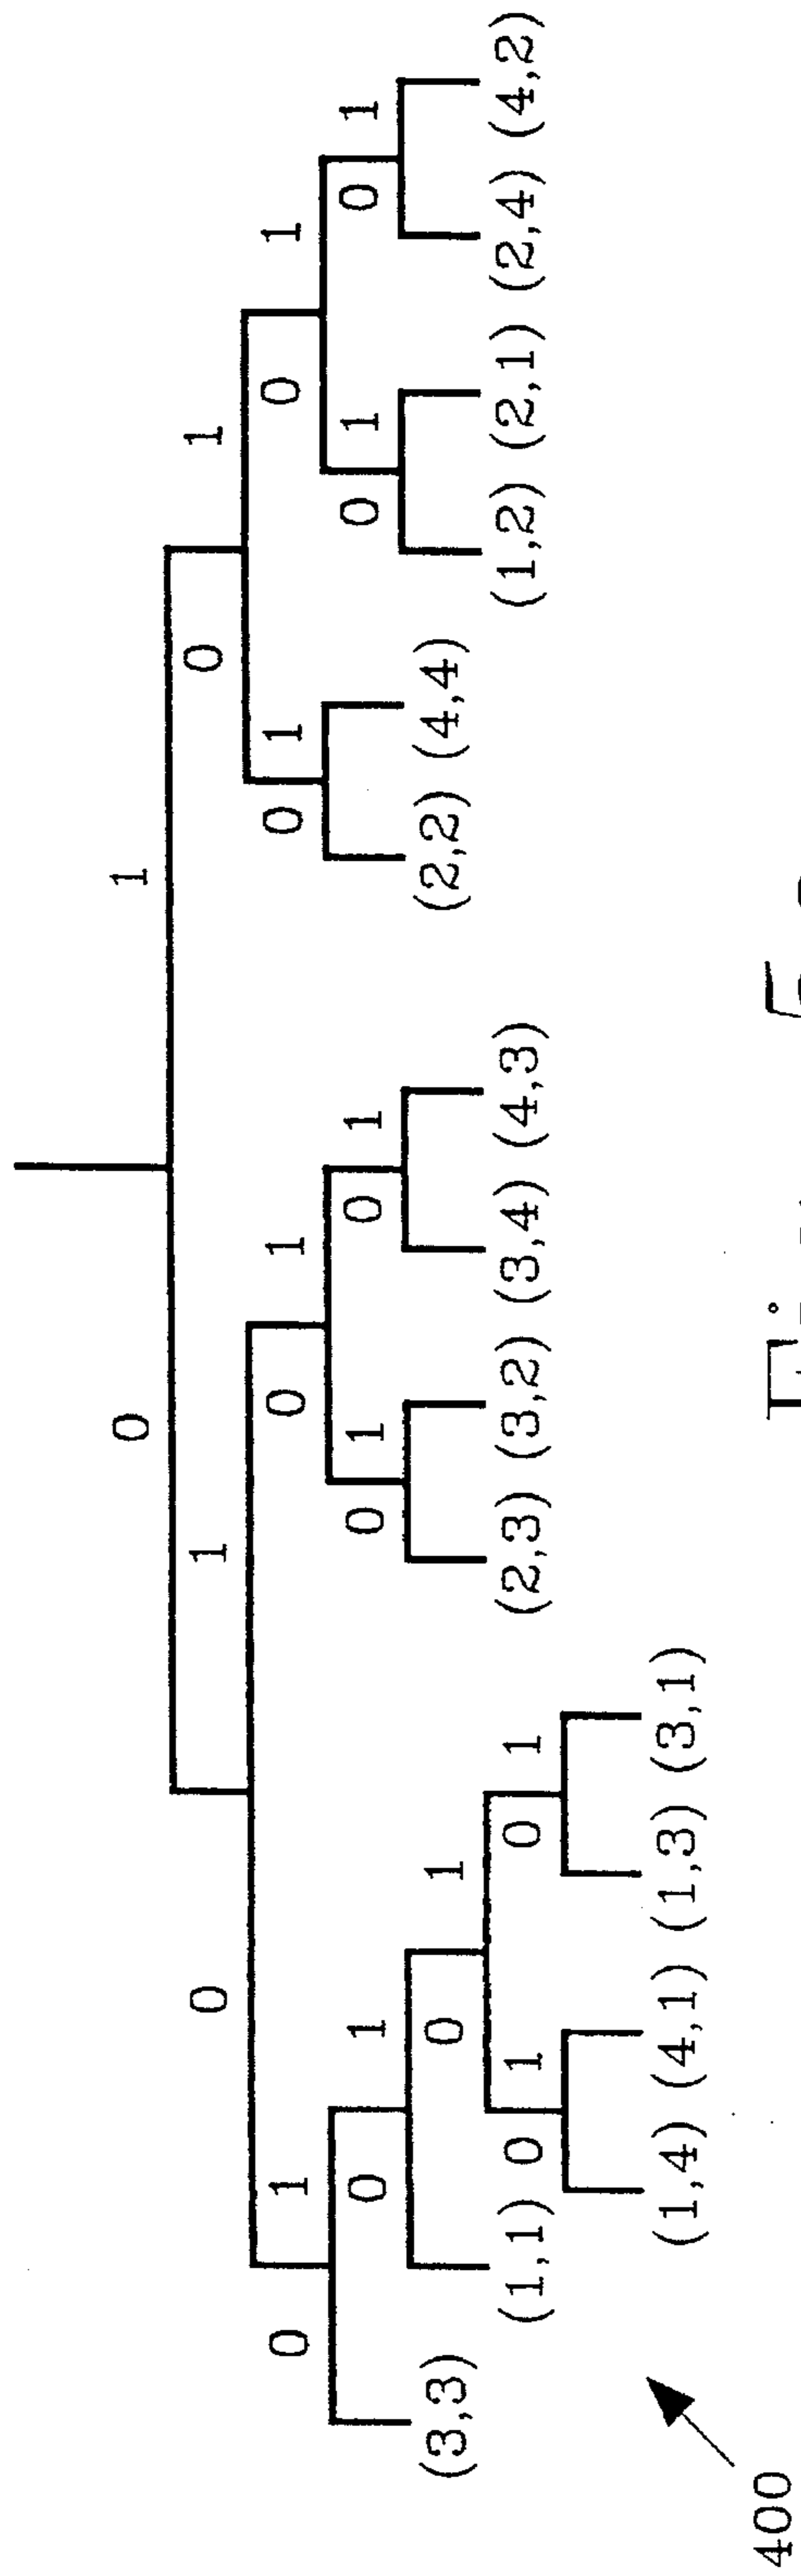 0 1
0 1 0 1
0 1 0 1 0 1 0 1
0 1 0 1 0 1 0 1 0 1
(3,3) 0 1 (2,2) (4,4)
(1,1) 0 1 0 1 (2,3) (3,2) (3,4) (4,3) (1,2) (2,1) (2,4) (4,2)
(1,4) (4,1) (1,3) (3,1)
400